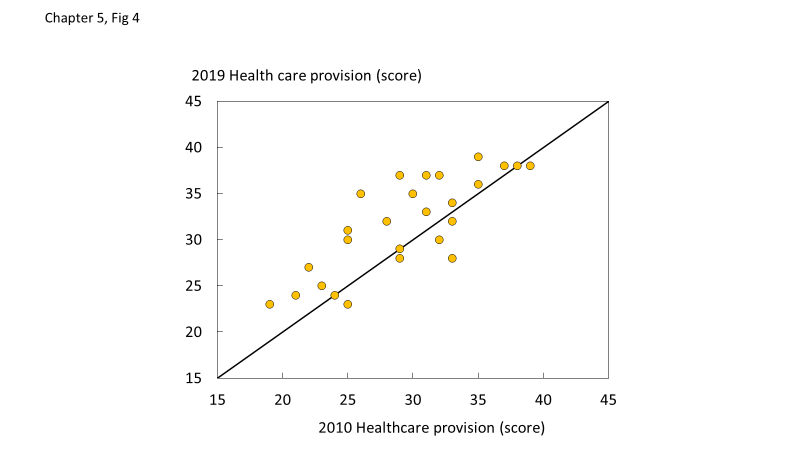 Chapter 5, Fig 4
2019 Health care provision (score)
45
40
35
30
25
20
15
15 20 25 30 35 40 45
2010 Healthcare provision (score)